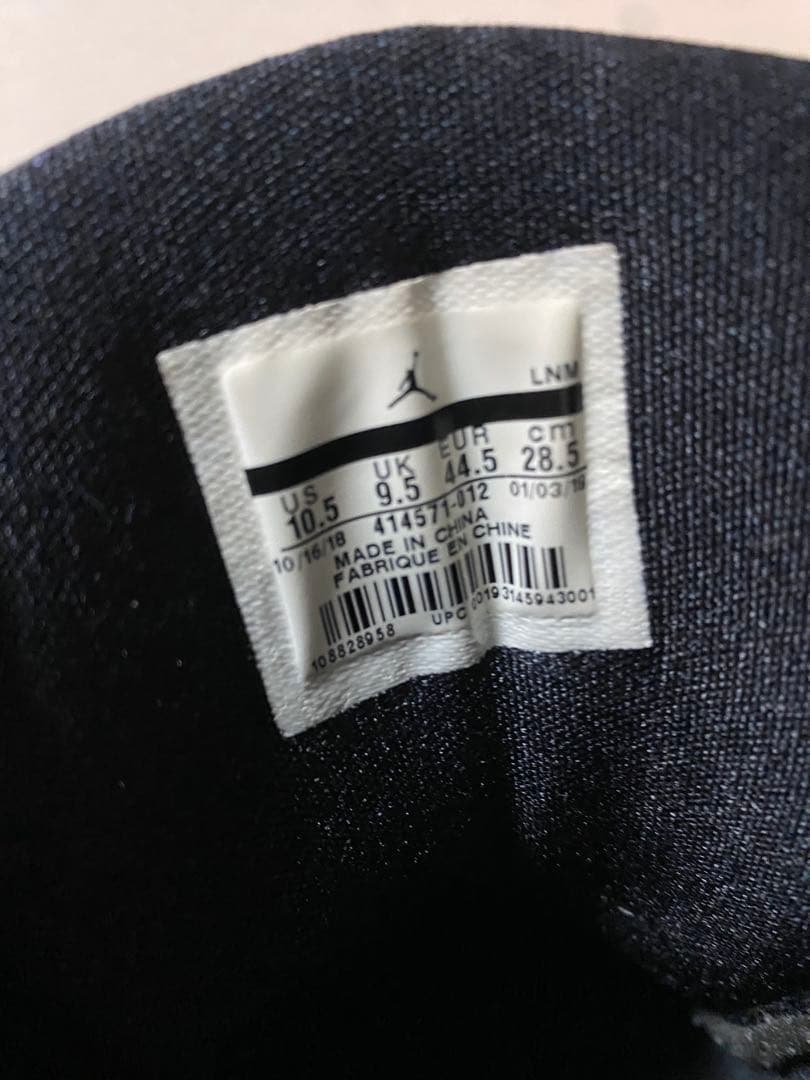 LNM
US UK EUR cm
10.5 9.5 44.5 28.5
10/16/18 414571-012 01/03/19
MADE IN CHINA
FABRIQUE EN CHINE
108828958 UPC 00193145943001